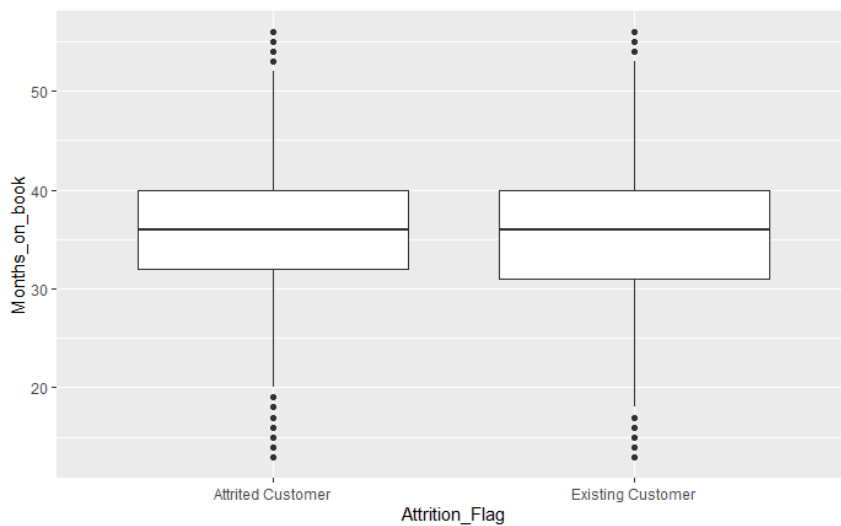 Months_on_book
50
40
30
20
Attrited Customer
Existing Customer
Attrition_Flag